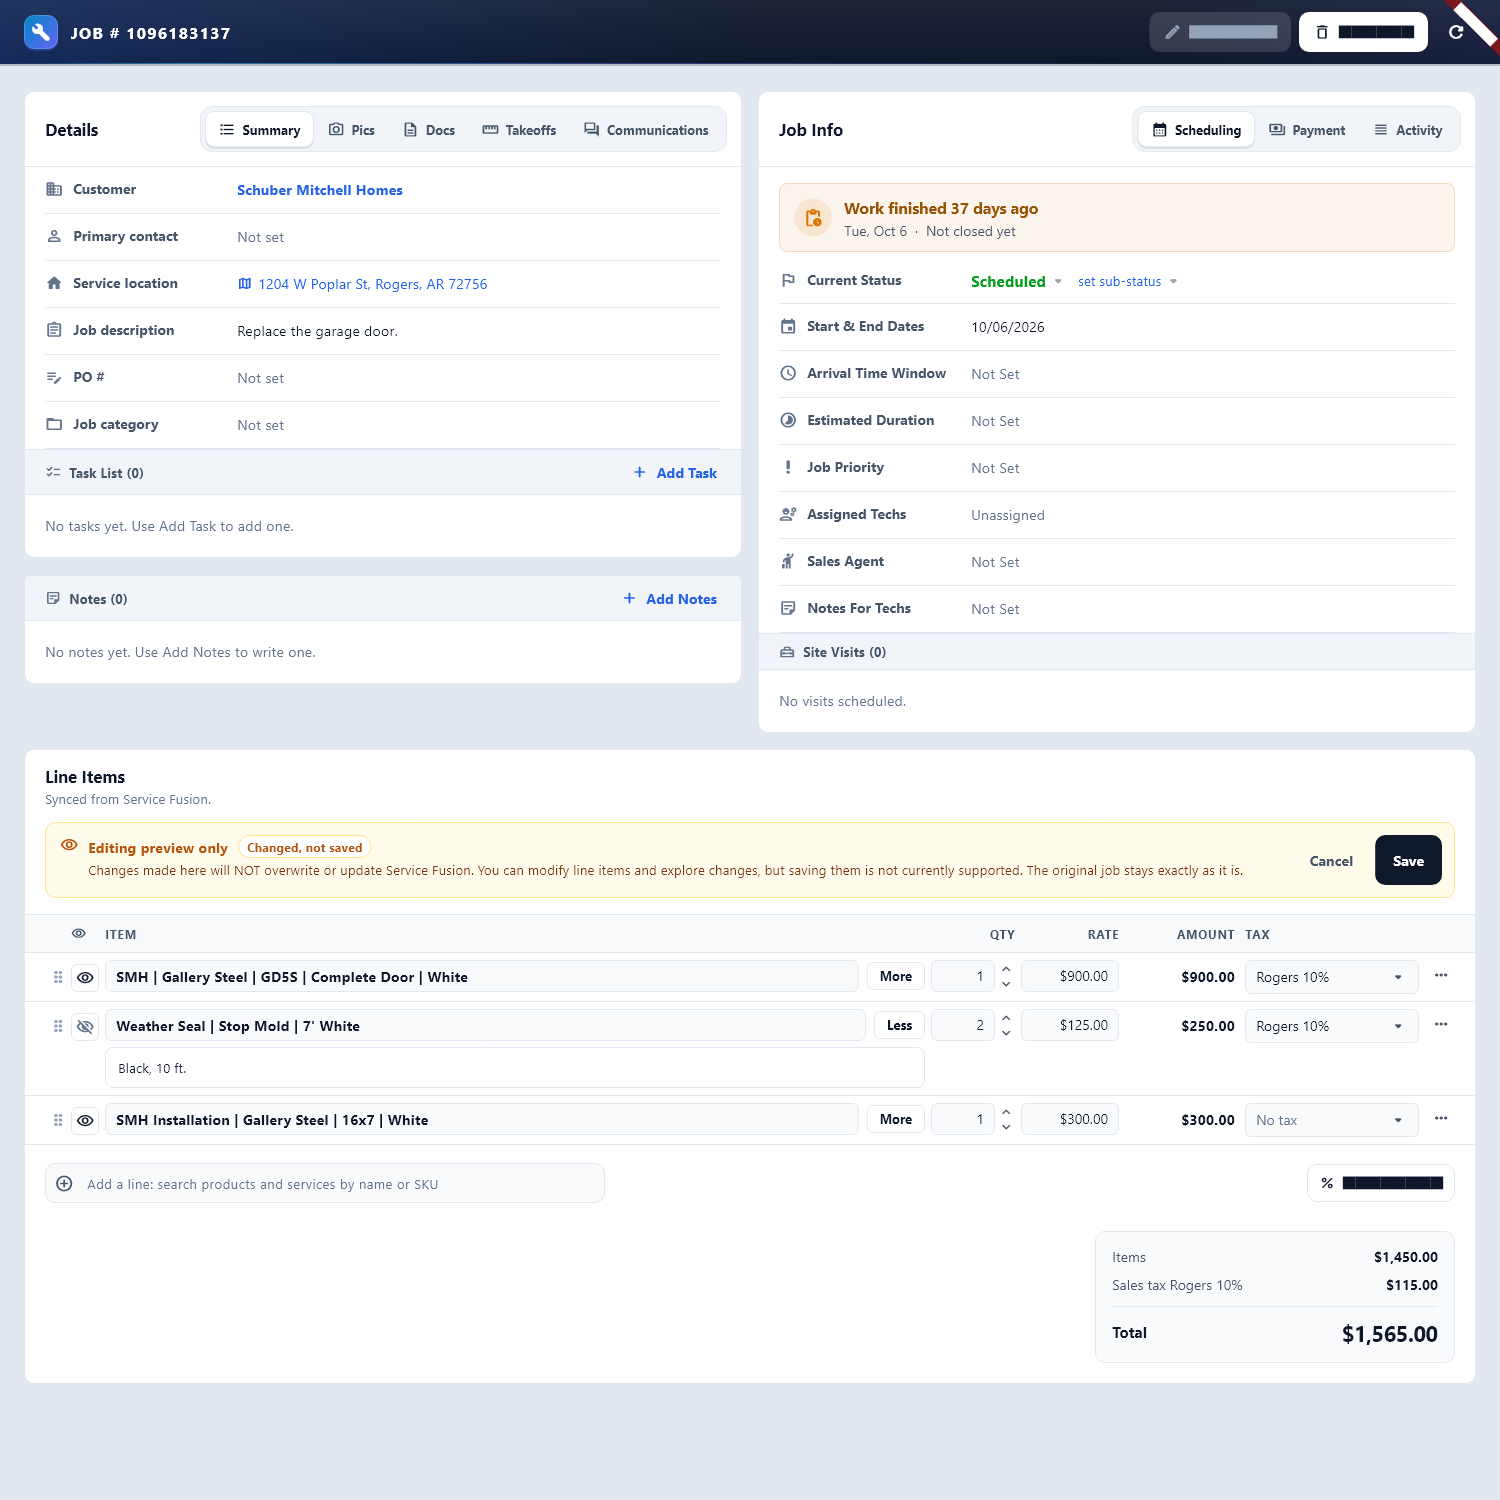 JOB # 1096183137
Details
Summary
Pics
Docs
Takeoffs
Communications
Customer
Schuber Mitchell Homes
Primary contact
Not set
Service location
1204 W Poplar St, Rogers, AR 72756
Job description
Replace the garage door.
PO #
Not set
Job category
Not set
Task List (0)
Add Task
No tasks yet. Use Add Task to add one.
Notes (0)
Add Notes
No notes yet. Use Add Notes to write one.
Job Info
Scheduling
Payment
Activity
Work finished 37 days ago
Tue, Oct 6 · Not closed yet
Current Status
Scheduled
set sub-status
Start & End Dates
10/06/2026
Arrival Time Window
Not Set
Estimated Duration
Not Set
Job Priority
Not Set
Assigned Techs
Unassigned
Sales Agent
Not Set
Notes For Techs
Not Set
Site Visits (0)
No visits scheduled.
Line Items
Synced from Service Fusion.
Editing preview only
Changed, not saved
Changes made here will NOT overwrite or update Service Fusion. You can modify line items and explore changes, but saving them is not currently supported. The original job stays exactly as it is.
Cancel
Save
ITEM QTY RATE AMOUNT TAX
SMH | Gallery Steel | GD5S | Complete Door | White More 1 $900.00 $900.00 Rogers 10%
Weather Seal | Stop Mold | 7' White Less 2 $125.00 $250.00 Rogers 10%
Black, 10 ft.
SMH Installation | Gallery Steel | 16x7 | White More 1 $300.00 $300.00 No tax
Add a line: search products and services by name or SKU
%
Items $1,450.00
Sales tax Rogers 10% $115.00
Total $1,565.00